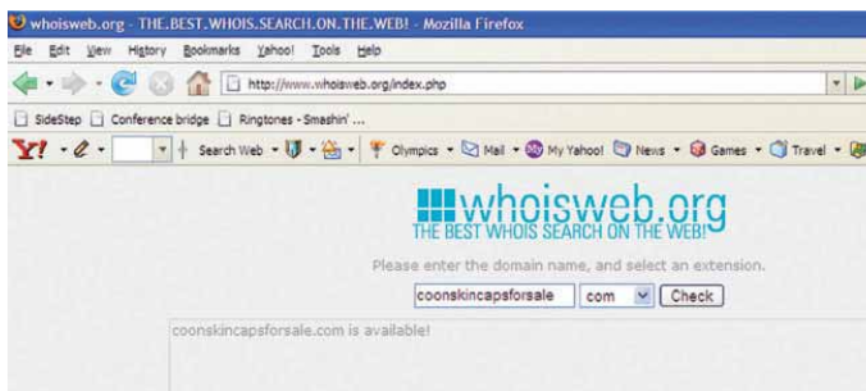 whoisweb.org - THE.BEST.WHOIS.SEARCH.ON.THE.WEB! - Mozilla Firefox
File Edit View History Bookmarks Yahoo! Tools Help
http://www.whoisweb.org/index.php
SideStep Conference bridge Ringtones - Smashin' ...
Y! Search Web Olympics Mail My My Yahoo! News Games Travel
whoisweb.org
THE BEST WHOIS SEARCH ON THE WEB!
Please enter the domain name, and select an extension.
coonskincapsforsale com Check
coonskincapsforsale.com is available!